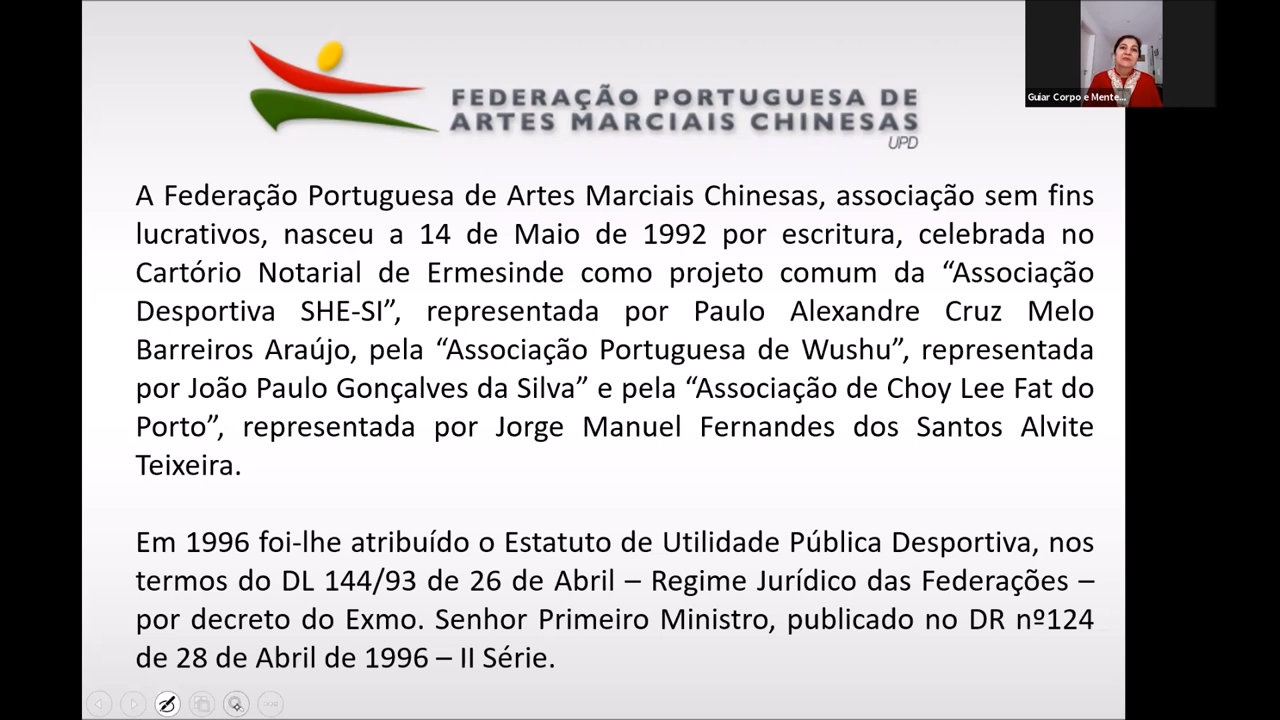 FEDERAÇÃO PORTUGUESA DE
ARTES MARCIAIS CHINESAS
UPD
Guiar Corpo e Mente...
A Federação Portuguesa de Artes Marciais Chinesas, associação sem fins
lucrativos, nasceu a 14 de Maio de 1992 por escritura, celebrada no
Cartório Notarial de Ermesinde como projeto comum da “Associação
Desportiva SHE-SI”, representada por Paulo Alexandre Cruz Melo
Barreiros Araújo, pela “Associação Portuguesa de Wushu”, representada
por João Paulo Gonçalves da Silva” e pela “Associação de Choy Lee Fat do
Porto”, representada por Jorge Manuel Fernandes dos Santos Alvite
Teixeira.
Em 1996 foi-lhe atribuído o Estatuto de Utilidade Pública Desportiva, nos
termos do DL 144/93 de 26 de Abril – Regime Jurídico das Federações –
por decreto do Exmo. Senhor Primeiro Ministro, publicado no DR nº124
de 28 de Abril de 1996 – II Série.